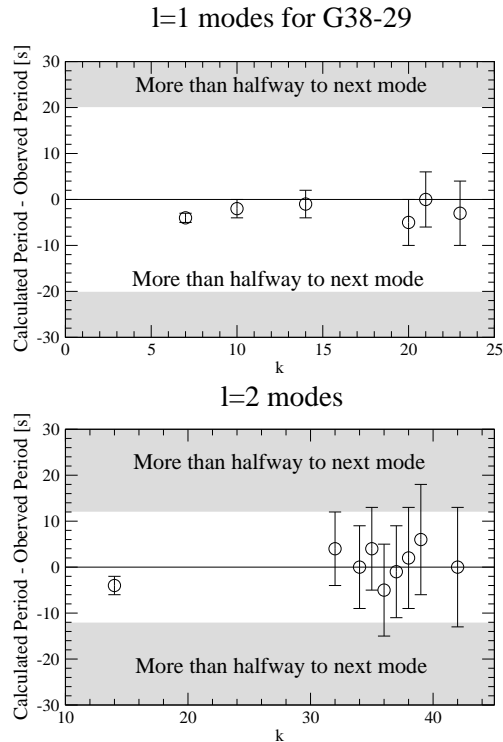 l=1 modes for G38-29
30
More than halfway to next mode
20
10
0
-10
More than halfway to next mode
-20
-30
0 5 10 15 20 25
k
Calculated Period - Oberved Period [s]
l=2 modes
30
More than halfway to next mode
20
10
0
-10
-20
More than halfway to next mode
-30
10 20 30 40
k
Calculated Period - Oberved Period [s]